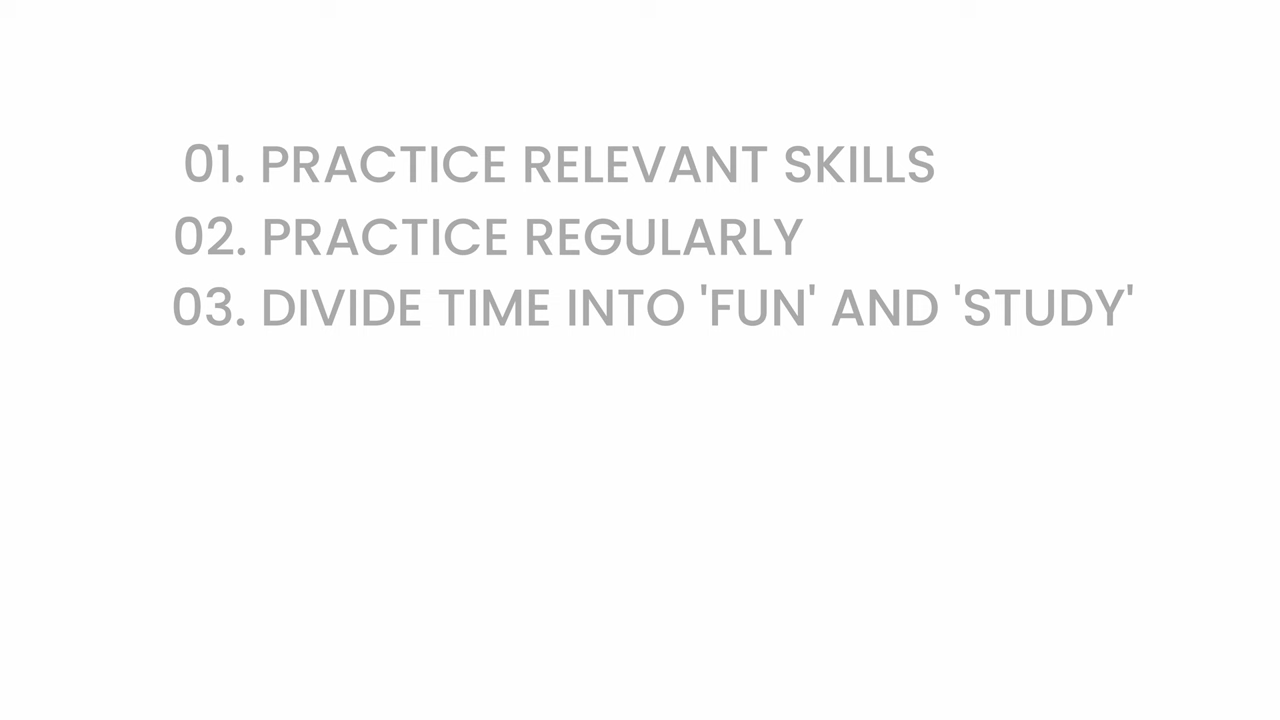 01. PRACTICE RELEVANT SKILLS
02. PRACTICE REGULARLY
03. DIVIDE TIME INTO 'FUN' AND 'STUDY'